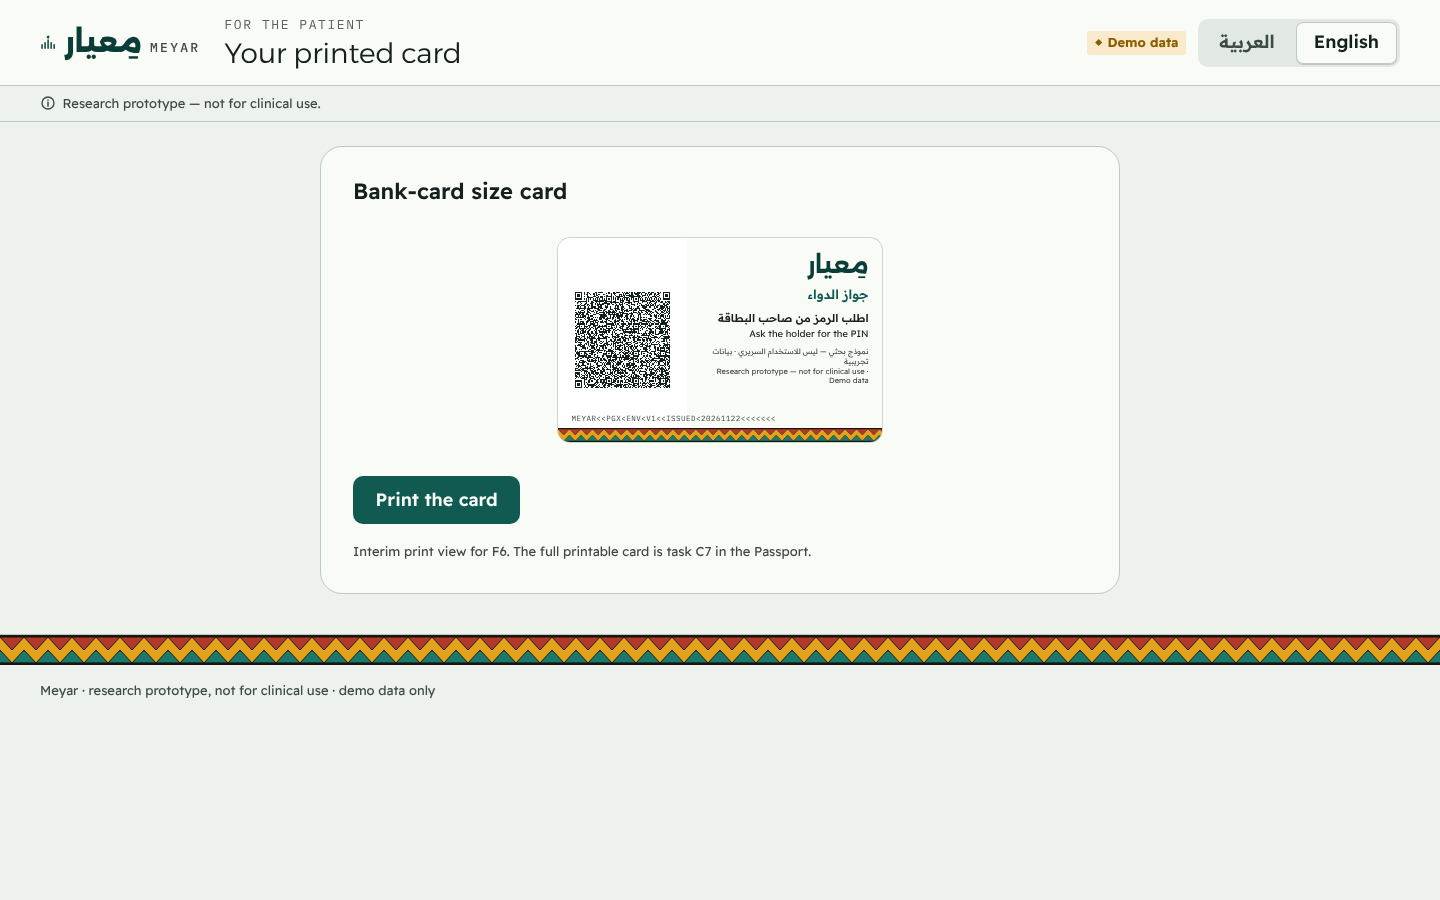 مِعيار MEYAR
FOR THE PATIENT
Your printed card
Demo data
العربية
English
Research prototype — not for clinical use.
Bank-card size card
مِعيار
جواز الدواء
اطلب الرمز من صاحب البطاقة
Ask the holder for the PIN
نموذج بحثي — ليس للاستخدام السريري · بيانات
تجريبية
Research prototype — not for clinical use ·
Demo data
MEYAR<<PGX<ENV<V1<<ISSUED<20261122<<<<<<<
Print the card
Interim print view for F6. The full printable card is task C7 in the Passport.
Meyar · research prototype, not for clinical use · demo data only